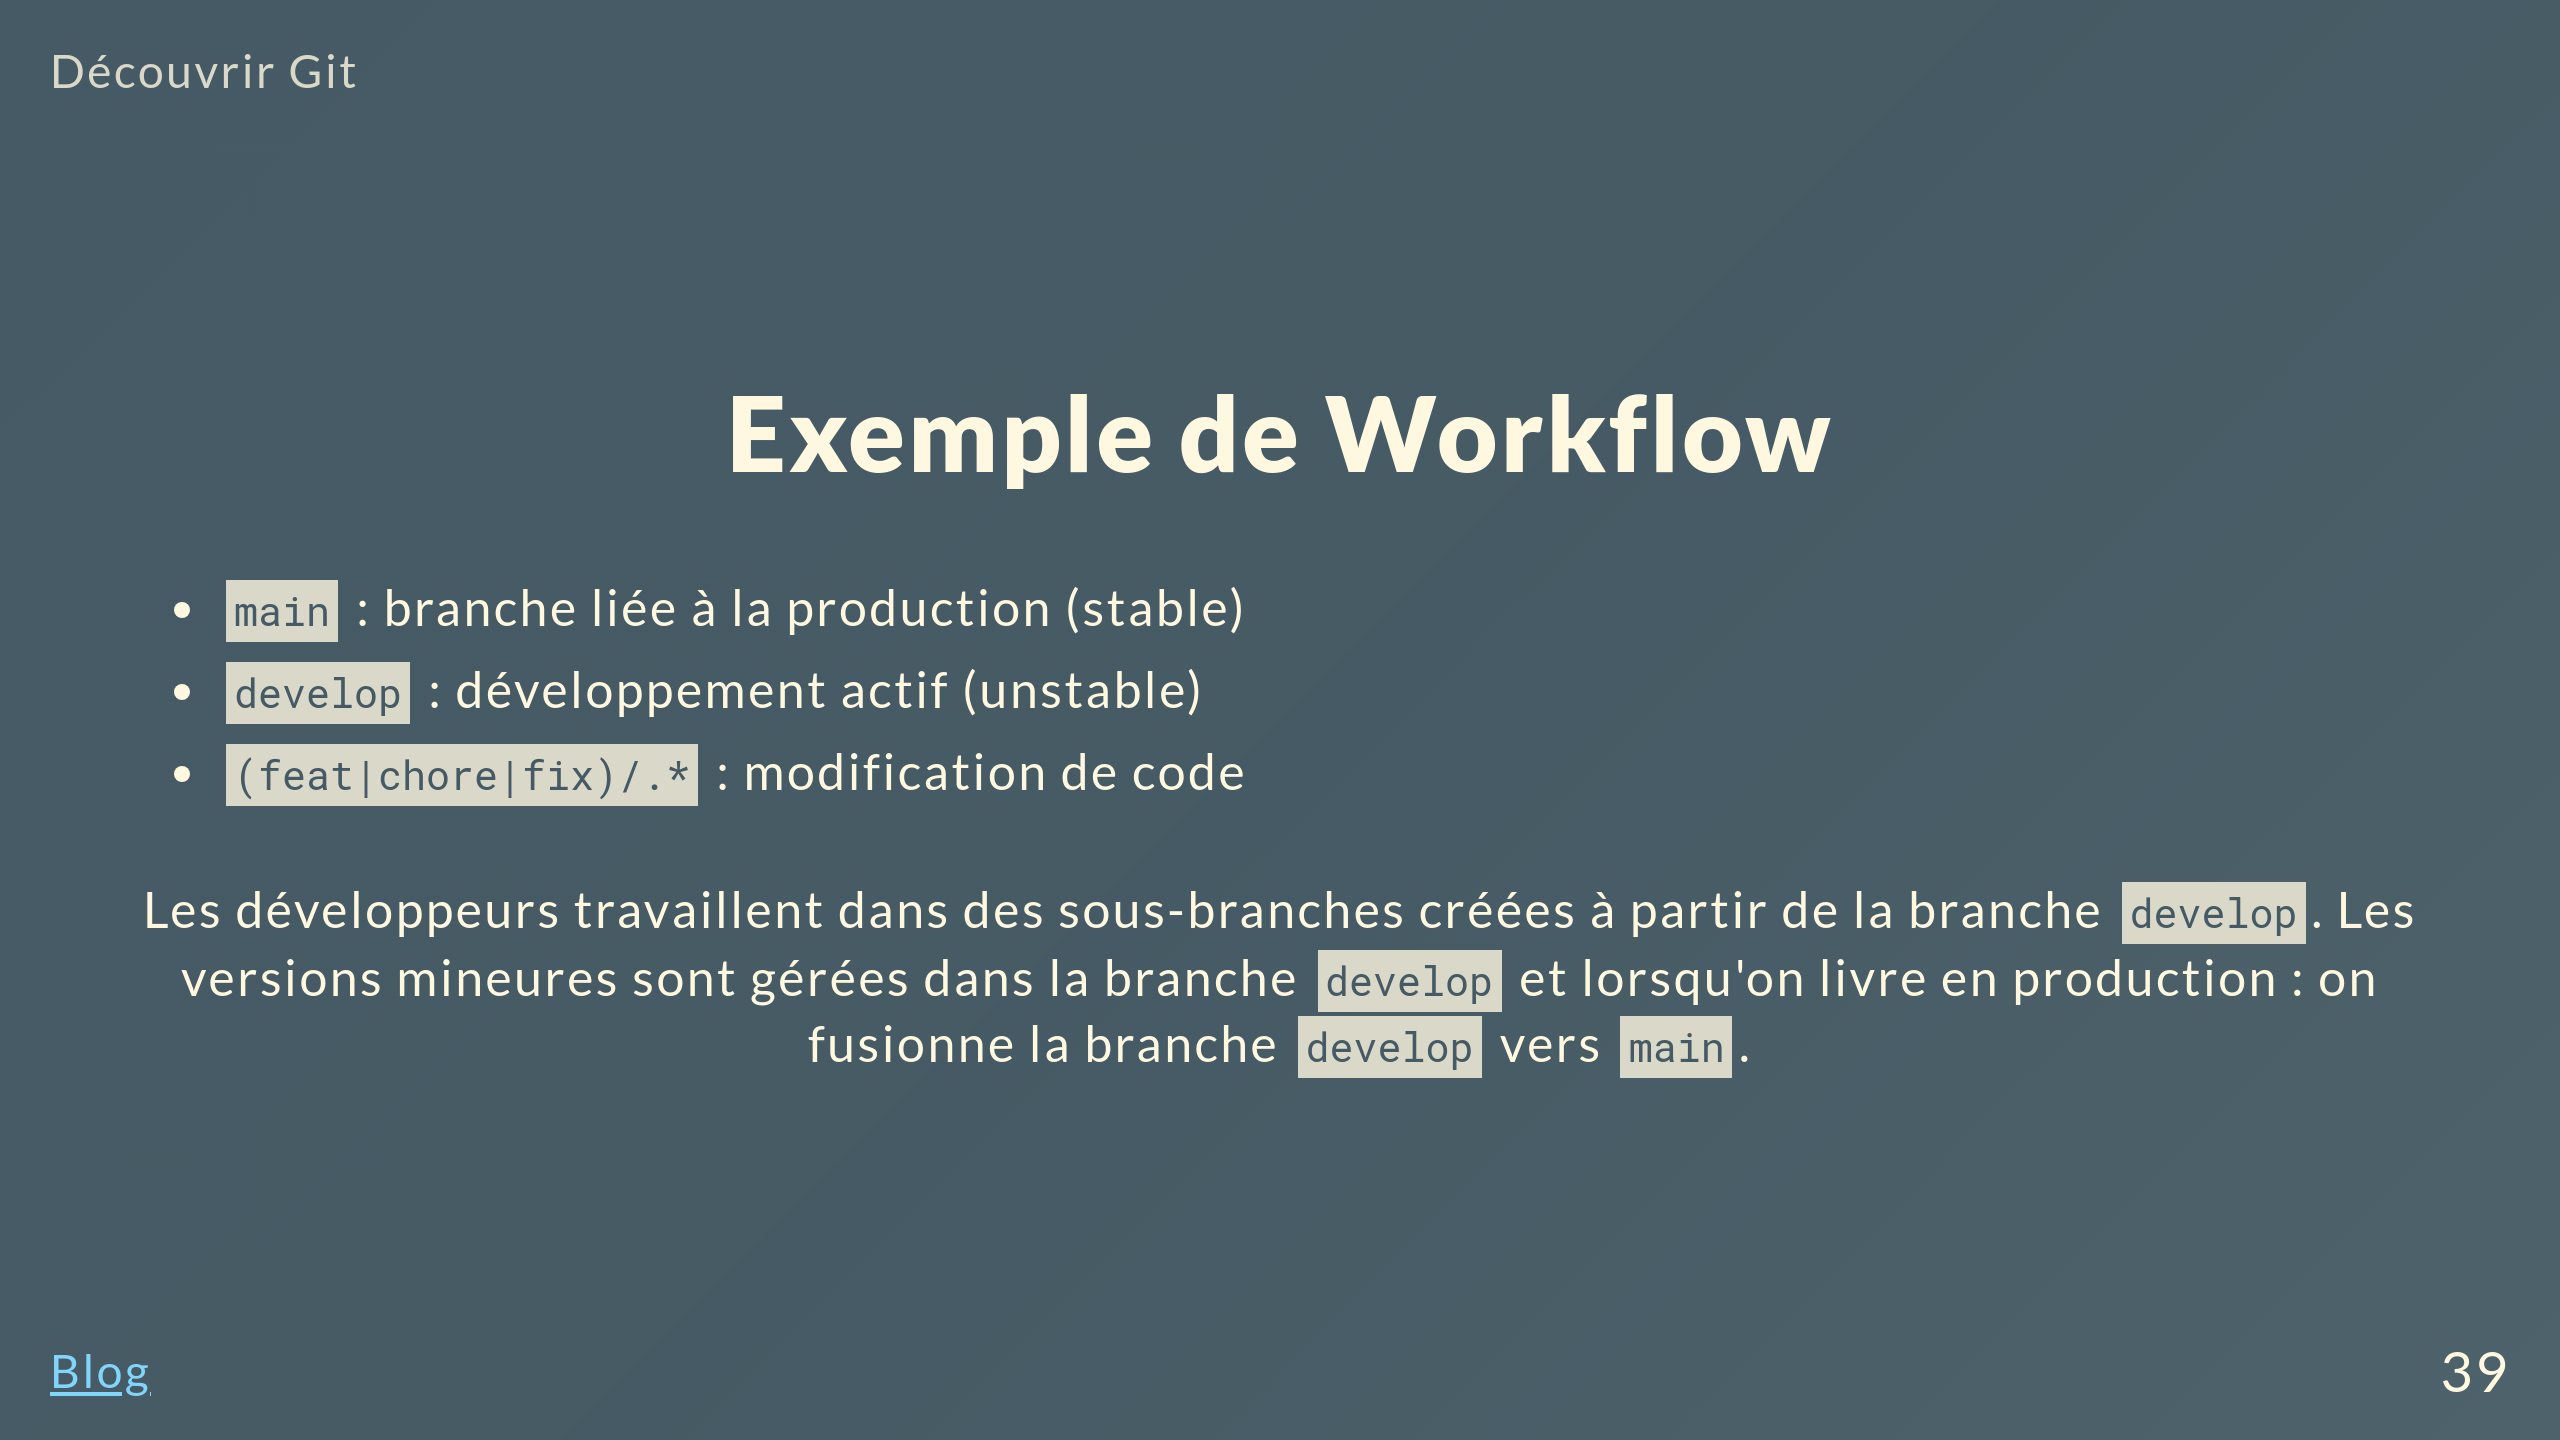 Découvrir Git
Exemple de Workflow
main : branche liée à la production (stable)
develop : développement actif (unstable)
(feat|chore|fix)/.* : modification de code
Les développeurs travaillent dans des sous-branches créées à partir de la branche develop. Les
versions mineures sont gérées dans la branche develop et lorsqu'on livre en production : on
fusionne la branche develop vers main.
Blog
39